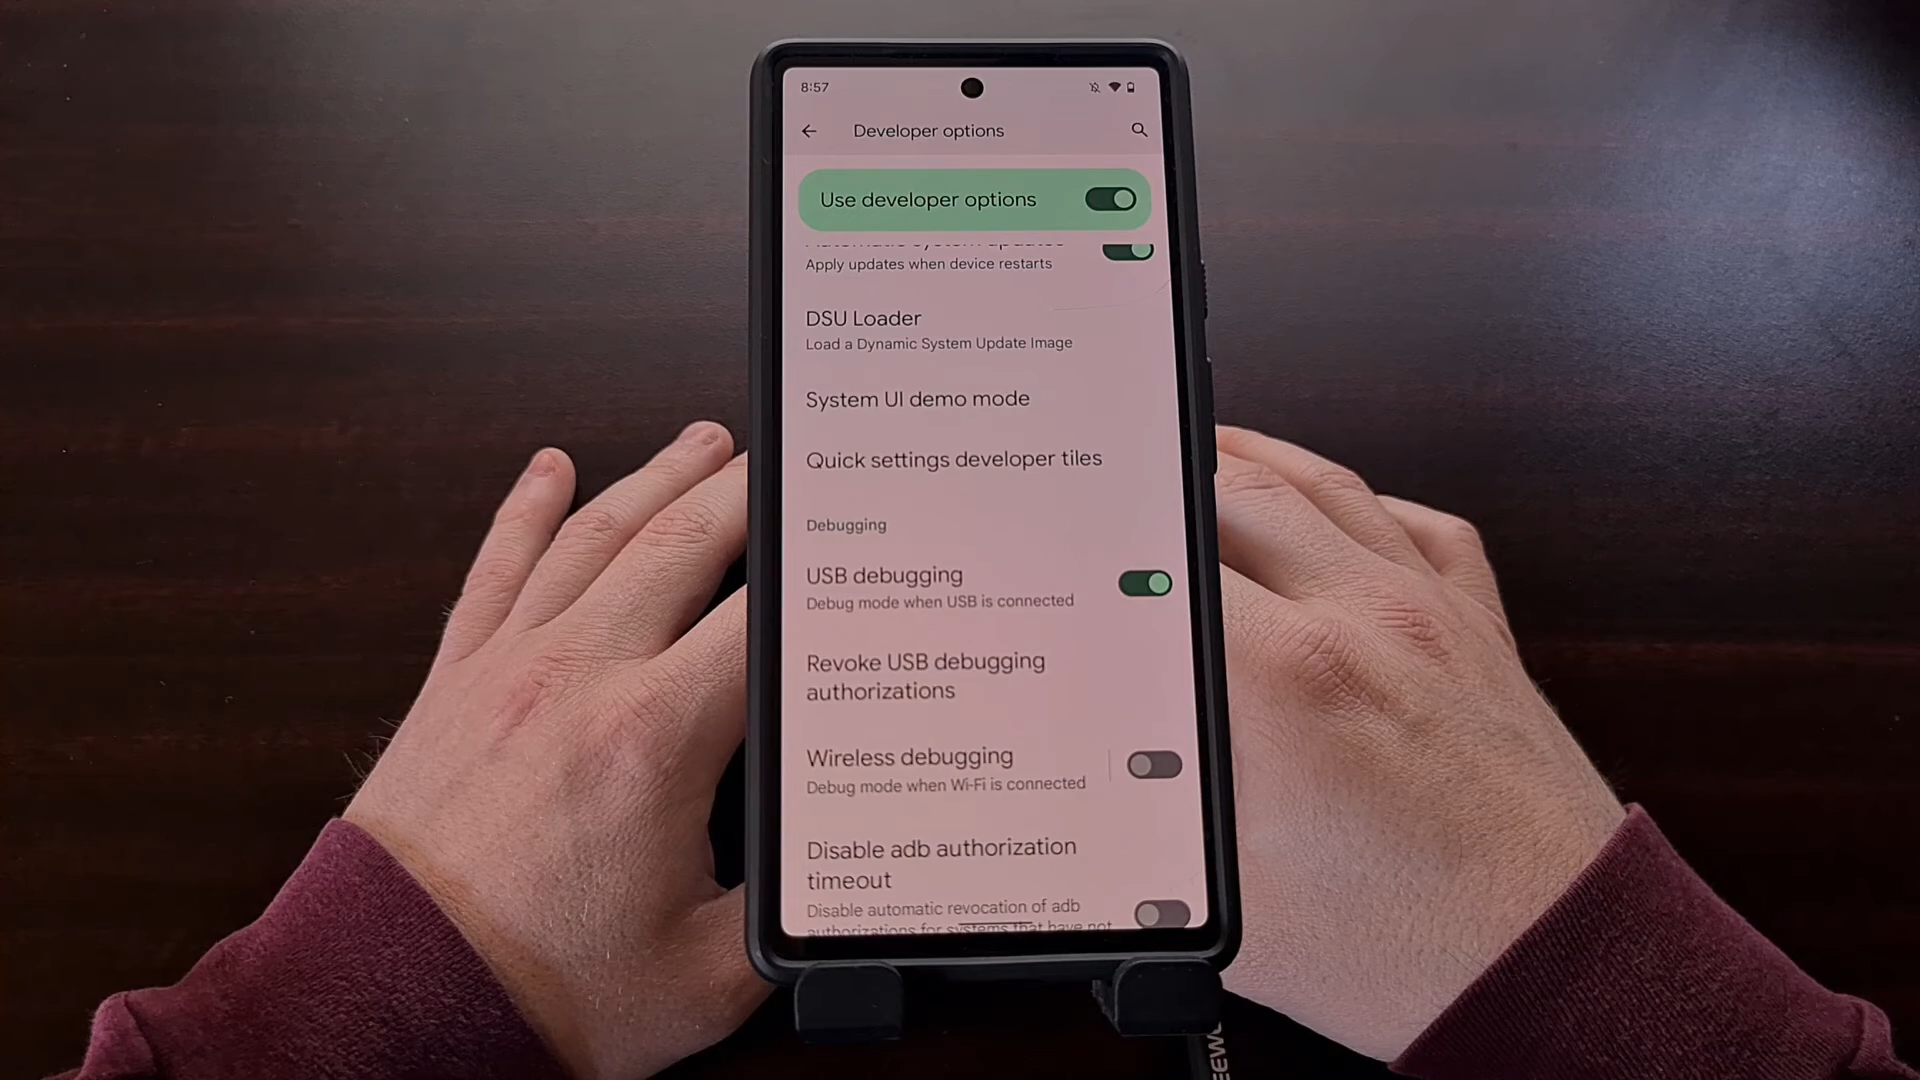 8:57
Developer options
Use developer options
Automatic system updates
Apply updates when device restarts
DSU Loader
Load a Dynamic System Update Image
System UI demo mode
Quick settings developer tiles
Debugging
USB debugging
Debug mode when USB is connected
Revoke USB debugging
authorizations
Wireless debugging
Debug mode when Wi-Fi is connected
Disable adb authorization
timeout
Disable automatic revocation of adb
authorizations for systems that have not